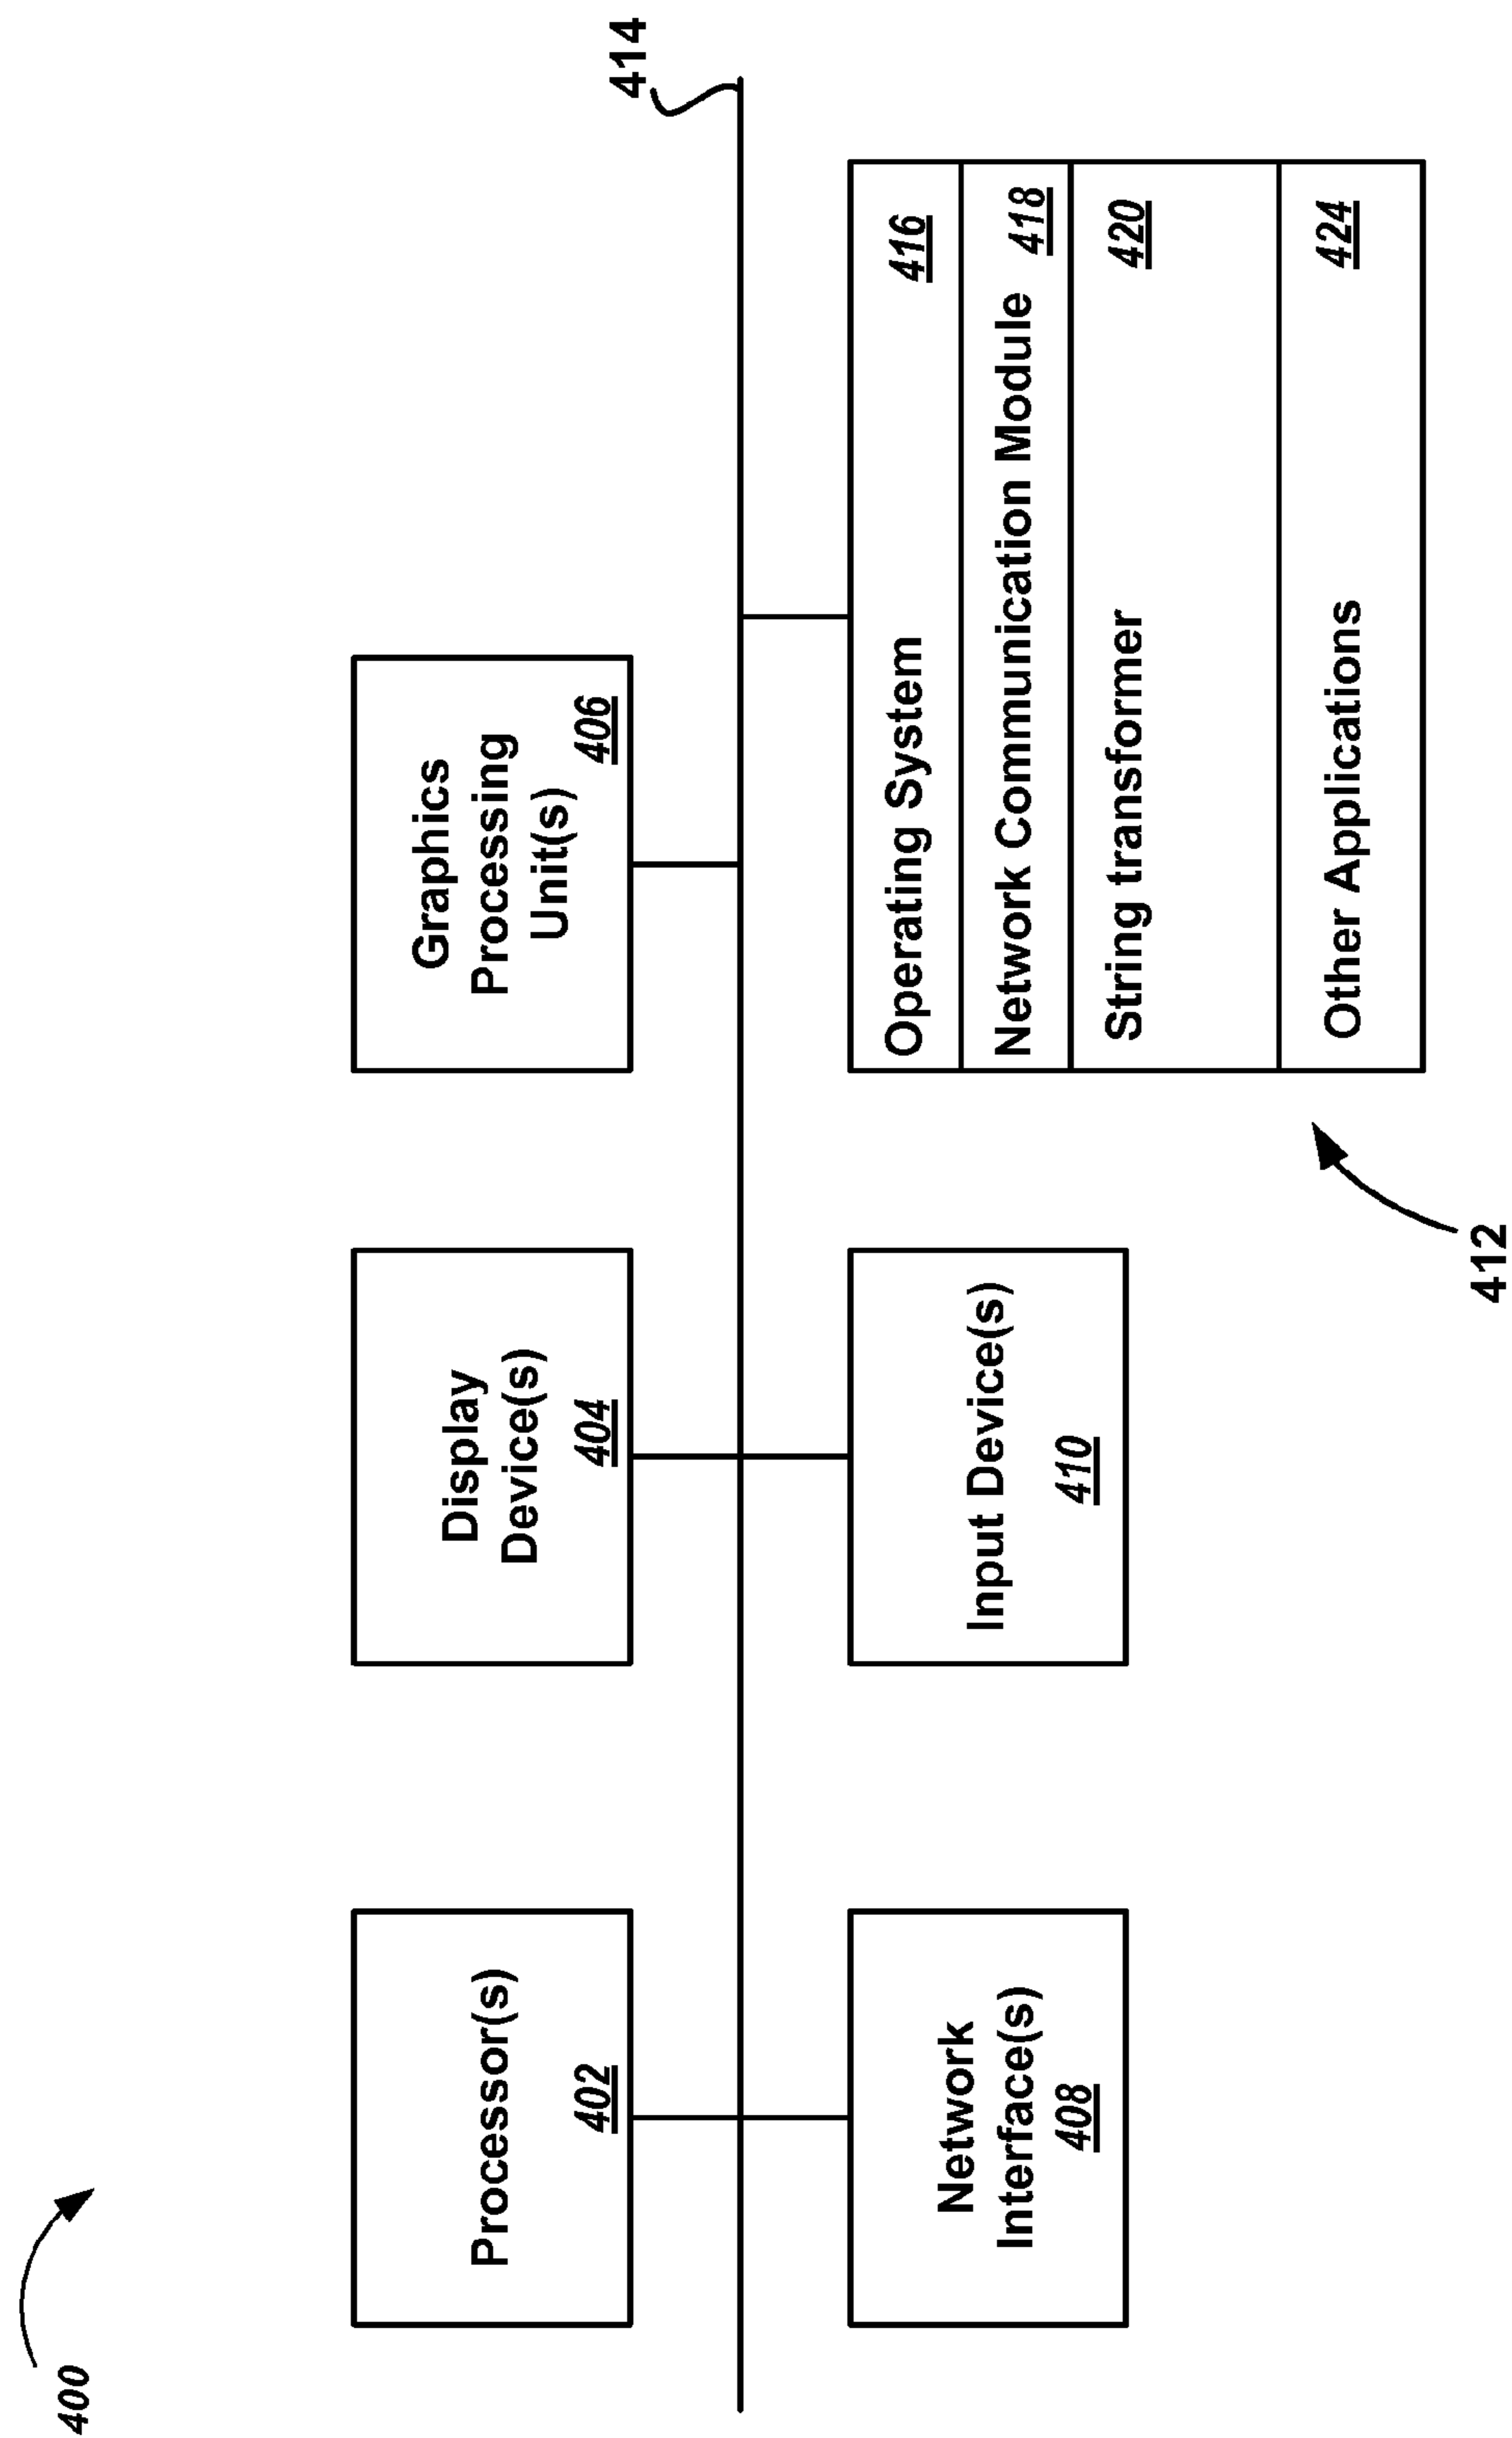 400
Processor(s)
402
Display
Device(s)
404
Graphics
Processing
Unit(s)
406
414
Network
Interface(s)
408
Input Device(s)
410
Operating System 416
Network Communication Module 418
String transformer 420
Other Applications 424
412